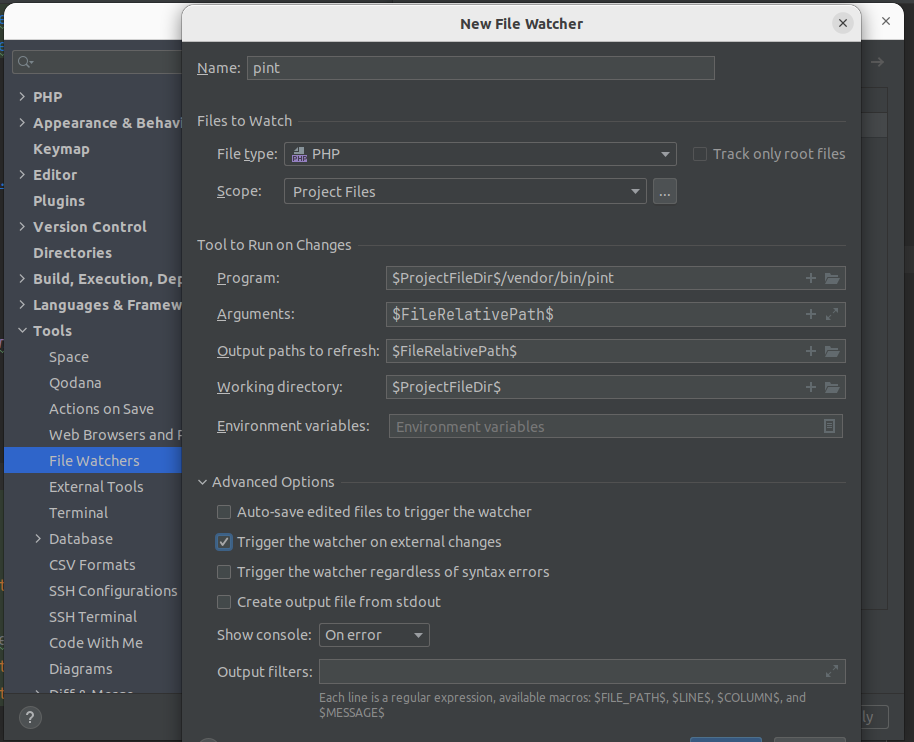 New File Watcher
Name: pint
PHP
Appearance & Behavi
Keymap
Editor
Plugins
Version Control
Directories
Build, Execution, Dep
Languages & Framew
Tools
Space
Qodana
Actions on Save
Web Browsers and P
File Watchers
External Tools
Terminal
Database
CSV Formats
SSH Configurations
SSH Terminal
Code With Me
Diagrams
Diff & Merge
?
Files to Watch
File type: PHP PHP Track only root files
Scope: Project Files ...
Tool to Run on Changes
Program: $ProjectFileDir$/vendor/bin/pint
Arguments: $FileRelativePath$
Output paths to refresh: $FileRelativePath$
Working directory: $ProjectFileDir$
Environment variables: Environment variables
Advanced Options
Auto-save edited files to trigger the watcher
Trigger the watcher on external changes
Trigger the watcher regardless of syntax errors
Create output file from stdout
Show console: On error
Output filters:
Each line is a regular expression, available macros: $FILE_PATH$, $LINE$, $COLUMN$, and
$MESSAGE$
ly